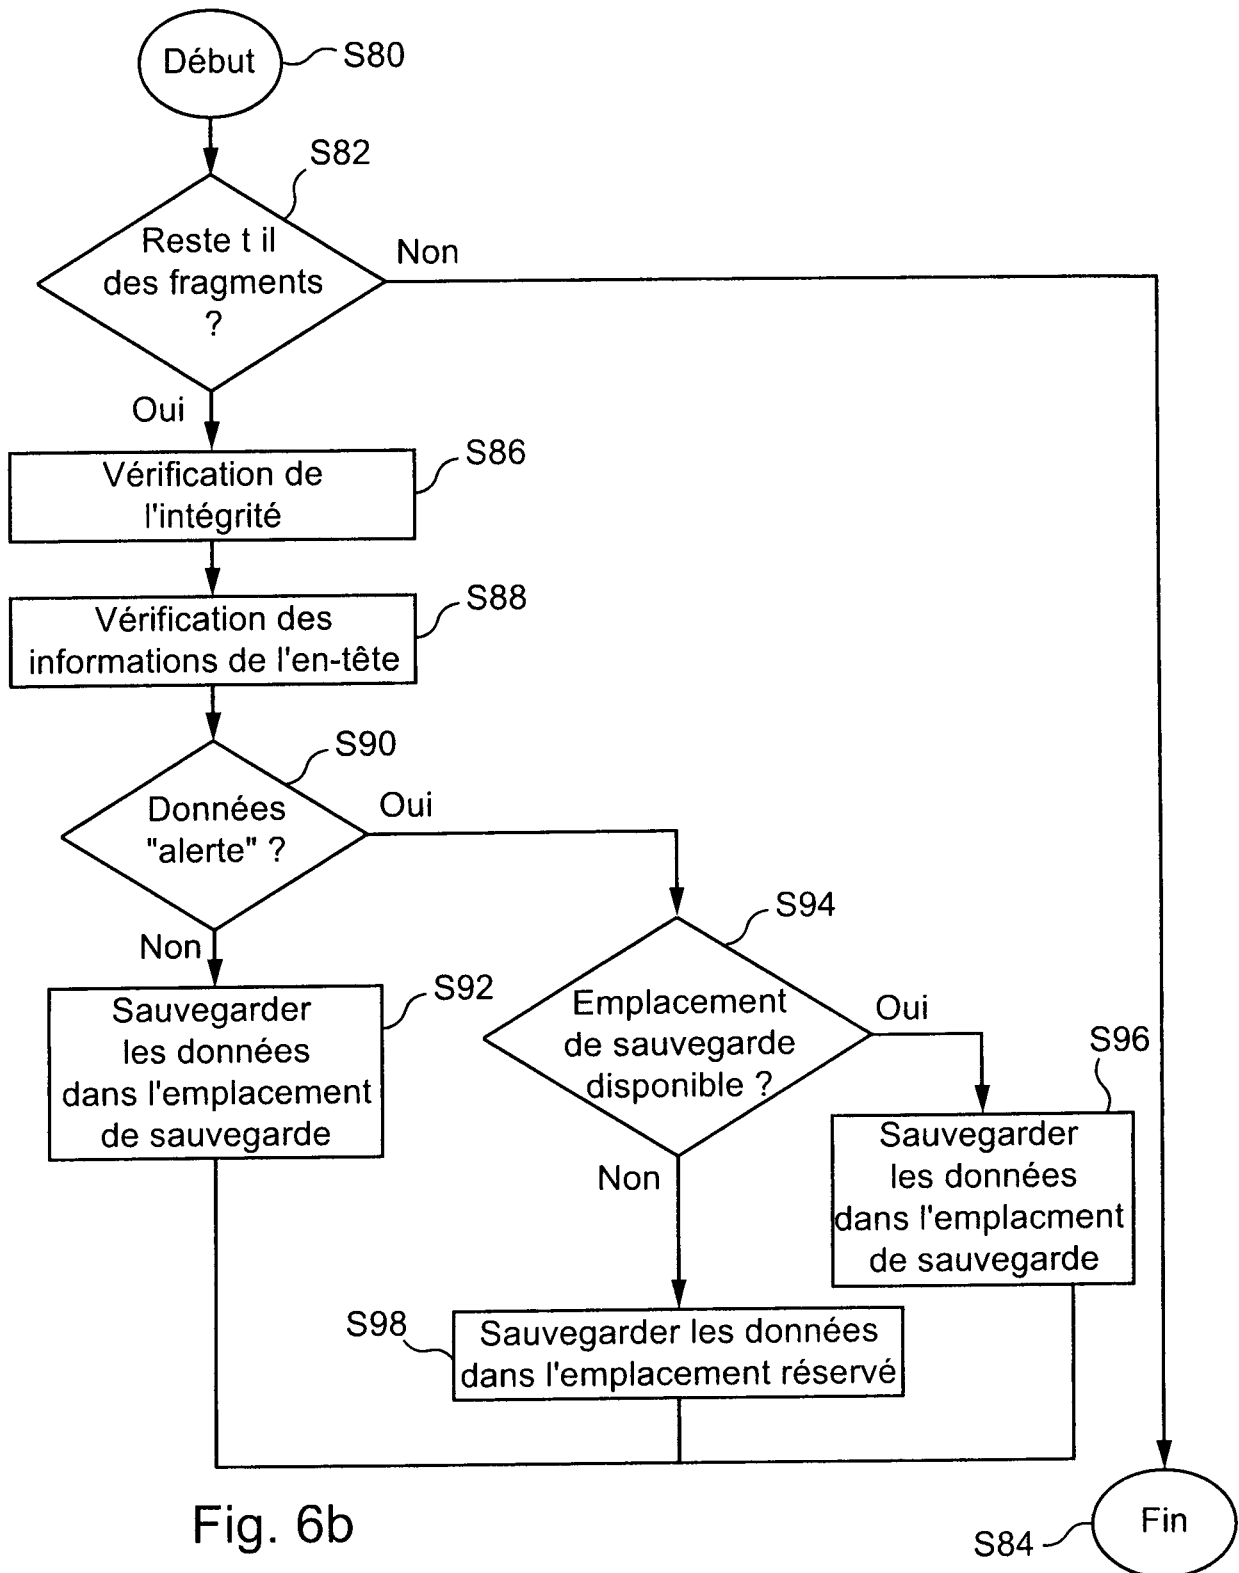 Début
S80
S82
Reste t il
des fragments
?
Non
Oui
S86
Vérification de
l'intégrité
S88
Vérification des
informations de l'en-tête
S90
Données
"alerte" ?
Oui
Non
S94
Emplacement
de sauvegarde
disponible ?
Oui
Non
S92
Sauvegarder
les données
dans l'emplacement
de sauvegarde
S96
Sauvegarder
les données
dans l'emplacment
de sauvegarde
S98
Sauvegarder les données
dans l'emplacement réservé
Fin
S84
Fig. 6b